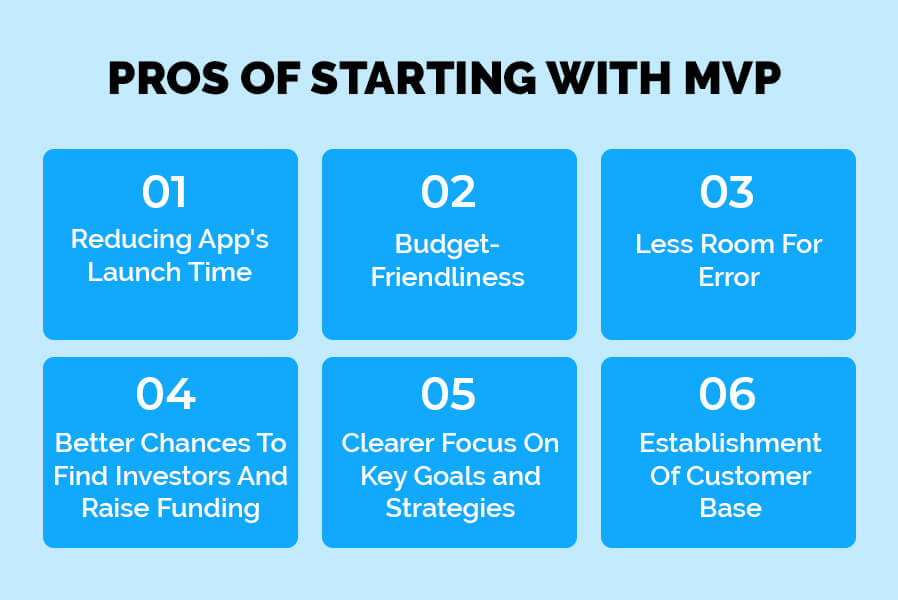 PROS OF STARTING WITH MVP
01
Reducing App's
Launch Time
02
Budget-
Friendliness
03
Less Room For
Error
04
Better Chances To
Find Investors And
Raise Funding
05
Clearer Focus On
Key Goals and
Strategies
06
Establishment
Of Customer
Base